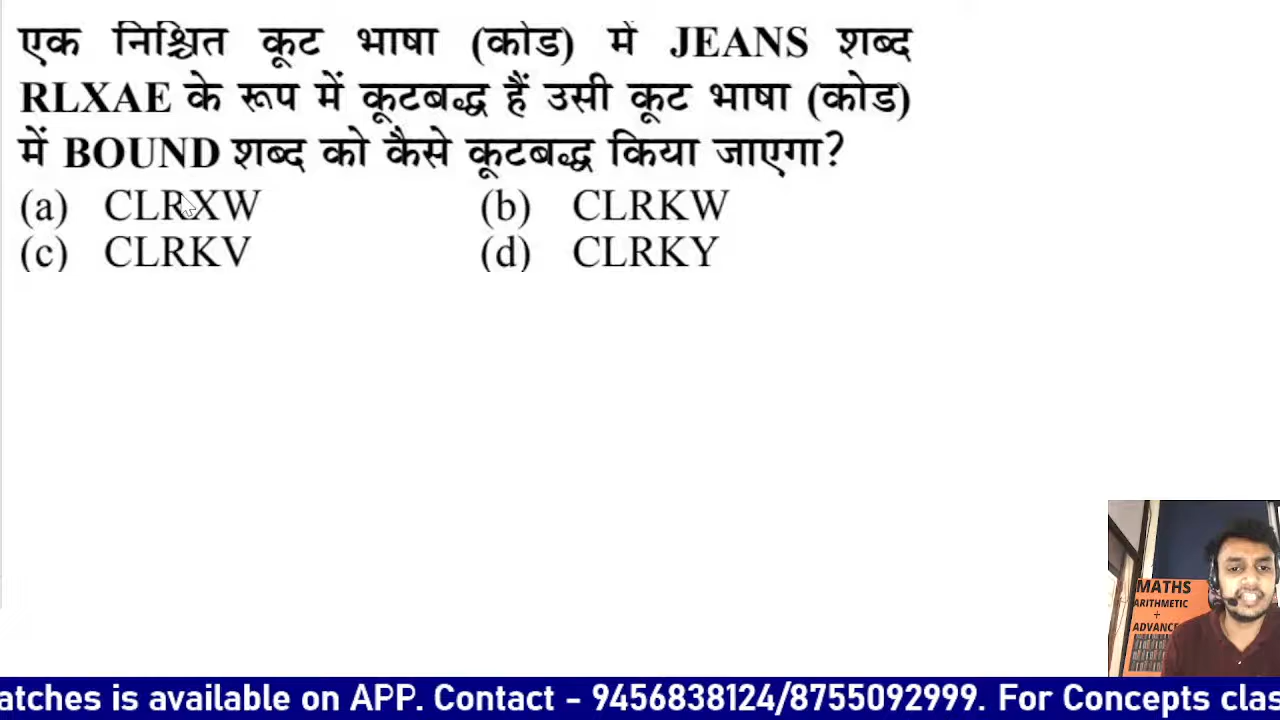 एक निश्चित कूट भाषा (कोड) में JEANS शब्द
RLXAE के रूप में कूटबद्ध हैं उसी कूट भाषा (कोड)
में BOUND शब्द को कैसे कूटबद्ध किया जाएगा?
(a) CLRXW (b) CLRKW
(c) CLRKV (d) CLRKY
MATHS
ARITHMETIC
+
ADVANCE
atches is available on APP. Contact - 9456838124/8755092999. For Concepts clas